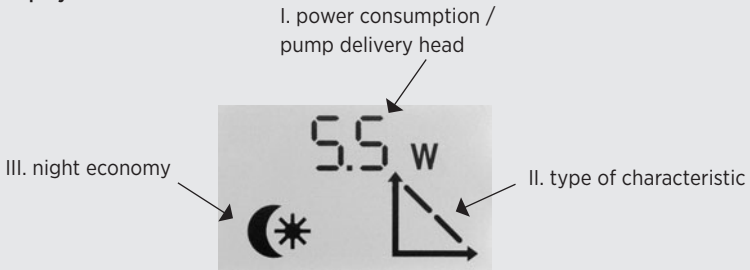 I. power consumption /
pump delivery head
5.5 W
III. night economy
II. type of characteristic